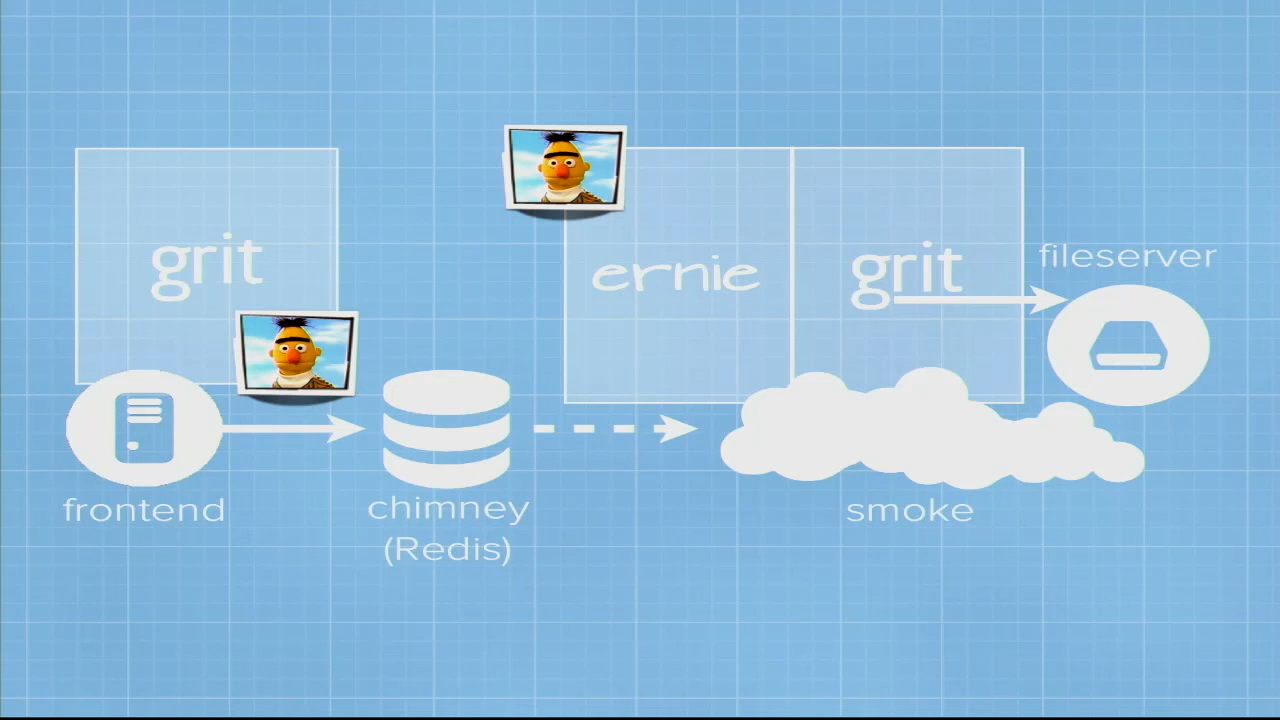 grit
ernie
grit
fileserver
frontend
chimney
(Redis)
smoke